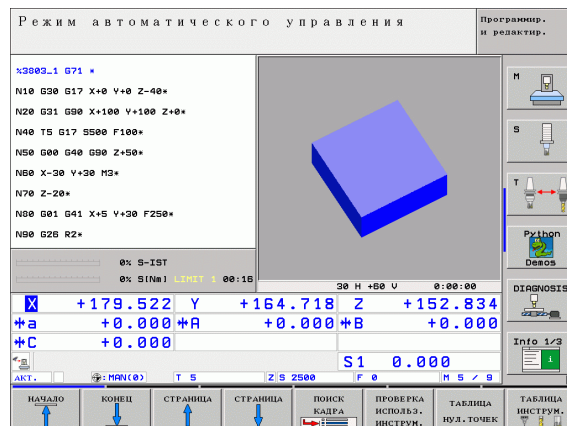 Режим автоматического управления
Программир.
и редактир.
%3803_1 G71 *
N10 G30 G17 X+0 Y+0 Z-40*
N20 G31 G90 X+100 Y+100 Z+0*
N40 T5 G17 S500 F100*
N50 G00 G40 G90 Z+50*
N60 X-30 Y+30 M3*
N70 Z-20*
N80 G01 G41 X+5 Y+30 F250*
N90 G26 R2*
0% S-IST
0% S[Nm] LIMIT 1 00:16
30 H +60 V 0:00:00
X +179.522 Y +164.718 Z +152.834
a +0.000 A +0.000 B +0.000
C +0.000
S1 0.000
АКТ. : MAN(0) T 5 Z S 2500 F 0 M 5 / 9
M
S
T
Python
Demos
DIAGNOSIS
Info 1/3
i
НАЧАЛО
КОНЕЦ
СТРАНИЦА
СТРАНИЦА
ПОИСК
КАДРА
ПРОВЕРКА
ИСПОЛЬЗ.
ИНСТРУМ.
ТАБЛИЦА
НУЛ.ТОЧЕК
ТАБЛИЦА
ИНСТРУМ.